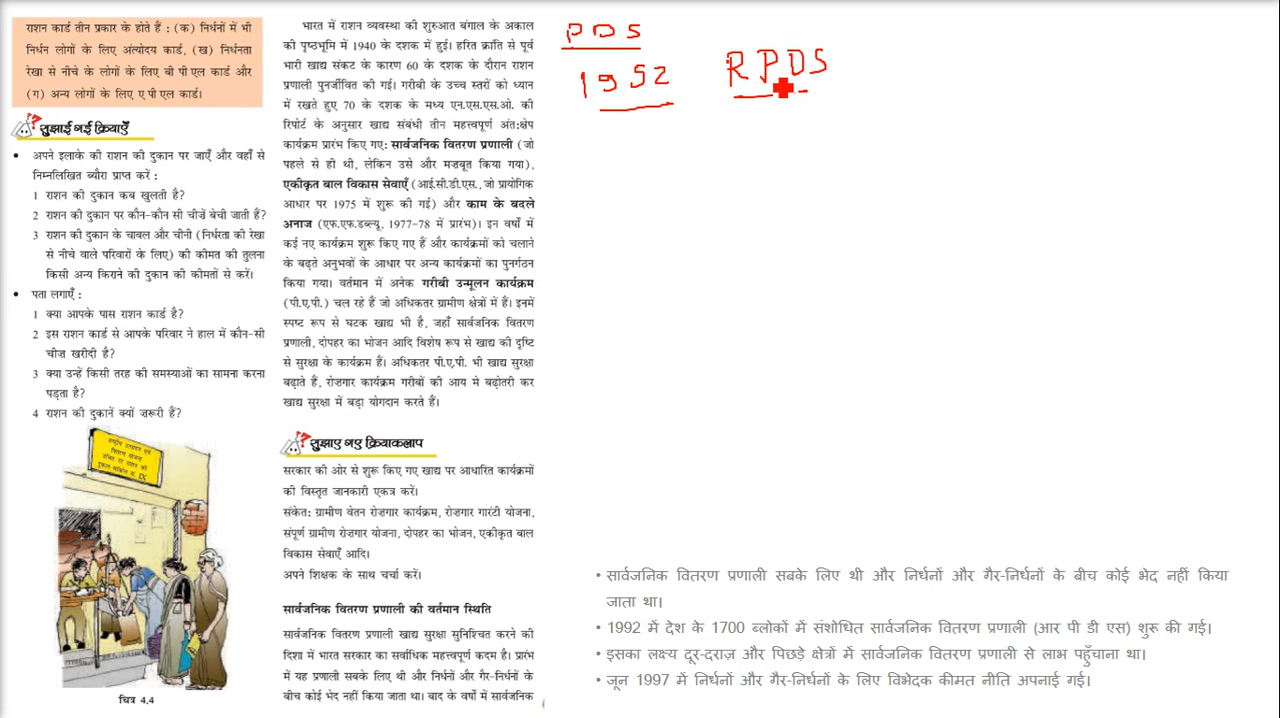 राशन कार्ड तीन प्रकार के होते हैं : (क) निर्धनों में भी
निर्धन लोगों के लिए अंत्योदय कार्ड, (ख) निर्धनता
रेखा से नीचे के लोगों के लिए बी पी एल कार्ड और
(ग) अन्य लोगों के लिए ए पी एल कार्ड।
सुझाई गई क्रियाएँ
• अपने इलाके की राशन की दुकान पर जाएँ और वहाँ से
निम्नलिखित ब्यौरा प्राप्त करें :
1 राशन की दुकान कब खुलती है?
2 राशन की दुकान पर कौन-कौन सी चीज़ें बेची जाती हैं?
3 राशन की दुकान के चावल और चीनी (निर्धरता की रेखा
से नीचे वाले परिवारों के लिए) की कीमत की तुलना
किसी अन्य किराने की दुकान की कीमतों से करें।
• पता लगाएँ :
1 क्या आपके पास राशन कार्ड है?
2 इस राशन कार्ड से आपके परिवार ने हाल में कौन-सी
चीज़ खरीदी है?
3 क्या उन्हें किसी तरह की समस्याओं का सामना करना
पड़ता है?
4 राशन की दुकानें क्यों ज़रूरी हैं?
चित्र 4.4
भारत में राशन व्यवस्था की शुरुआत बंगाल के अकाल
की पृष्ठभूमि में 1940 के दशक में हुई। हरित क्रांति से पूर्व
भारी खाद्य संकट के कारण 60 के दशक के दौरान राशन
प्रणाली पुनर्जीवित की गई। गरीबी के उच्च स्तरों को ध्यान
में रखते हुए 70 के दशक के मध्य एन.एस.एस.ओ. की
रिपोर्ट के अनुसार खाद्य संबंधी तीन महत्त्वपूर्ण अंत:क्षेप
कार्यक्रम प्रारंभ किए गए: सार्वजनिक वितरण प्रणाली (जो
पहले से ही थी, लेकिन उसे और मज़बूत किया गया),
एकीकृत बाल विकास सेवाएँ (आई.सी.डी.एस., जो प्रायोगिक
आधार पर 1975 में शुरू की गई) और काम के बदले
अनाज (एफ.एफ.डब्ल्यू, 1977-78 में प्रारंभ)। इन वर्षों में
कई नए कार्यक्रम शुरू किए गए हैं और कार्यक्रमों को चलाने
के बढ़ते अनुभवों के आधार पर अन्य कार्यक्रमों का पुनर्गठन
किया गया। वर्तमान में अनेक गरीबी उन्मूलन कार्यक्रम
(पी.ए.पी.) चल रहे हैं जो अधिकतर ग्रामीण क्षेत्रों में हैं। इनमें
स्पष्ट रूप से घटक खाद्य भी है, जहाँ सार्वजनिक वितरण
प्रणाली, दोपहर का भोजन आदि विशेष रूप से खाद्य की दृष्टि
से सुरक्षा के कार्यक्रम हैं। अधिकतर पी.ए.पी. भी खाद्य सुरक्षा
बढ़ाते हैं, रोज़गार कार्यक्रम गरीबों की आय मे बढ़ोतरी कर
खाद्य सुरक्षा में बड़ा योगदान करते हैं।
सुझाए गए क्रियाकलाप
सरकार की ओर से शुरू किए गए खाद्य पर आधारित कार्यक्रमों
की विस्तृत जानकारी एकत्र करें।
संकेत: ग्रामीण वेतन रोज़गार कार्यक्रम, रोज़गार गारंटी योजना,
संपूर्ण ग्रामीण रोज़गार योजना, दोपहर का भोजन, एकीकृत बाल
विकास सेवाएँ आदि।
अपने शिक्षक के साथ चर्चा करें।
सार्वजनिक वितरण प्रणाली की वर्तमान स्थिति
सार्वजनिक वितरण प्रणाली खाद्य सुरक्षा सुनिश्चित करने की
दिशा में भारत सरकार का सर्वाधिक महत्त्वपूर्ण कदम है। प्रारंभ
में यह प्रणाली सबके लिए थी और निर्धनों और गैर-निर्धनों के
बीच कोई भेद नहीं किया जाता था। बाद के वर्षों में सार्वजनिक
PDS
1952
RPDS
• सार्वजनिक वितरण प्रणाली सबके लिए थी और निर्धनों और गैर-निर्धनों के बीच कोई भेद नहीं किया
जाता था।
• 1992 में देश के 1700 ब्लोकों में संशोधित सार्वजनिक वितरण प्रणाली (आर पी डी एस) शुरू की गई।
• इसका लक्ष्य दूर-दराज़ और पिछड़े क्षेत्रों में सार्वजनिक वितरण प्रणाली से लाभ पहुँचाना था।
• जून 1997 में निर्धनों और गैर-निर्धनों के लिए विभेदक कीमत नीति अपनाई गई।